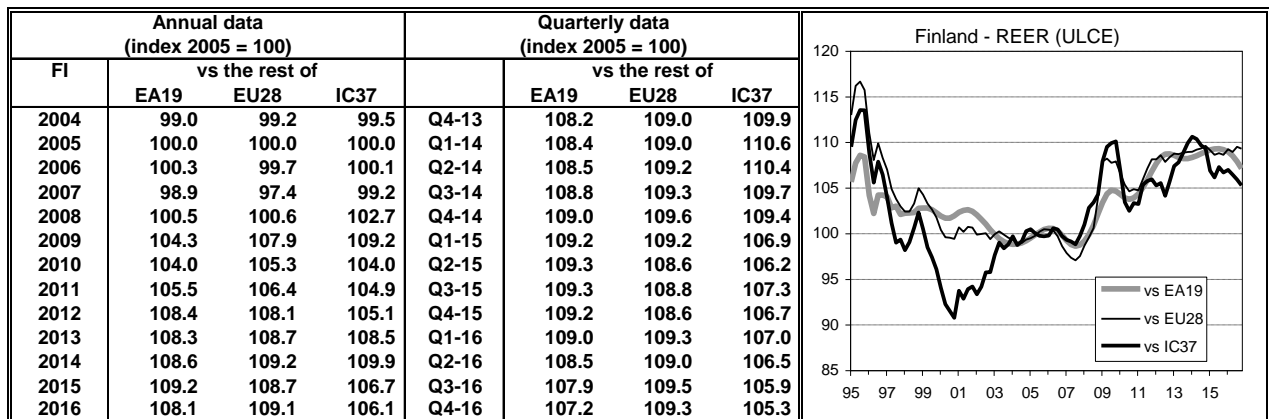 Annual data Quarterly data
(index 2005 = 100) (index 2005 = 100)
FI vs the rest of vs the rest of
EA19 EU28 IC37 EA19 EU28 IC37
2004 99.0 99.2 99.5 Q4-13 108.2 109.0 109.9
2005 100.0 100.0 100.0 Q1-14 108.4 109.0 110.6
2006 100.3 99.7 100.1 Q2-14 108.5 109.2 110.4
2007 98.9 97.4 99.2 Q3-14 108.8 109.3 109.7
2008 100.5 100.6 102.7 Q4-14 109.0 109.6 109.4
2009 104.3 107.9 109.2 Q1-15 109.2 109.2 106.9
2010 104.0 105.3 104.0 Q2-15 109.3 108.6 106.2
2011 105.5 106.4 104.9 Q3-15 109.3 108.8 107.3
2012 108.4 108.1 105.1 Q4-15 109.2 108.6 106.7
2013 108.3 108.7 108.5 Q1-16 109.0 109.3 107.0
2014 108.6 109.2 109.9 Q2-16 108.5 109.0 106.5
2015 109.2 108.7 106.7 Q3-16 107.9 109.5 105.9
2016 108.1 109.1 106.1 Q4-16 107.2 109.3 105.3
Finland - REER (ULCE)
120
115
110
105
100
95
90
85
95 97 99 01 03 05 07 09 11 13 15
vs EA19
vs EU28
vs IC37